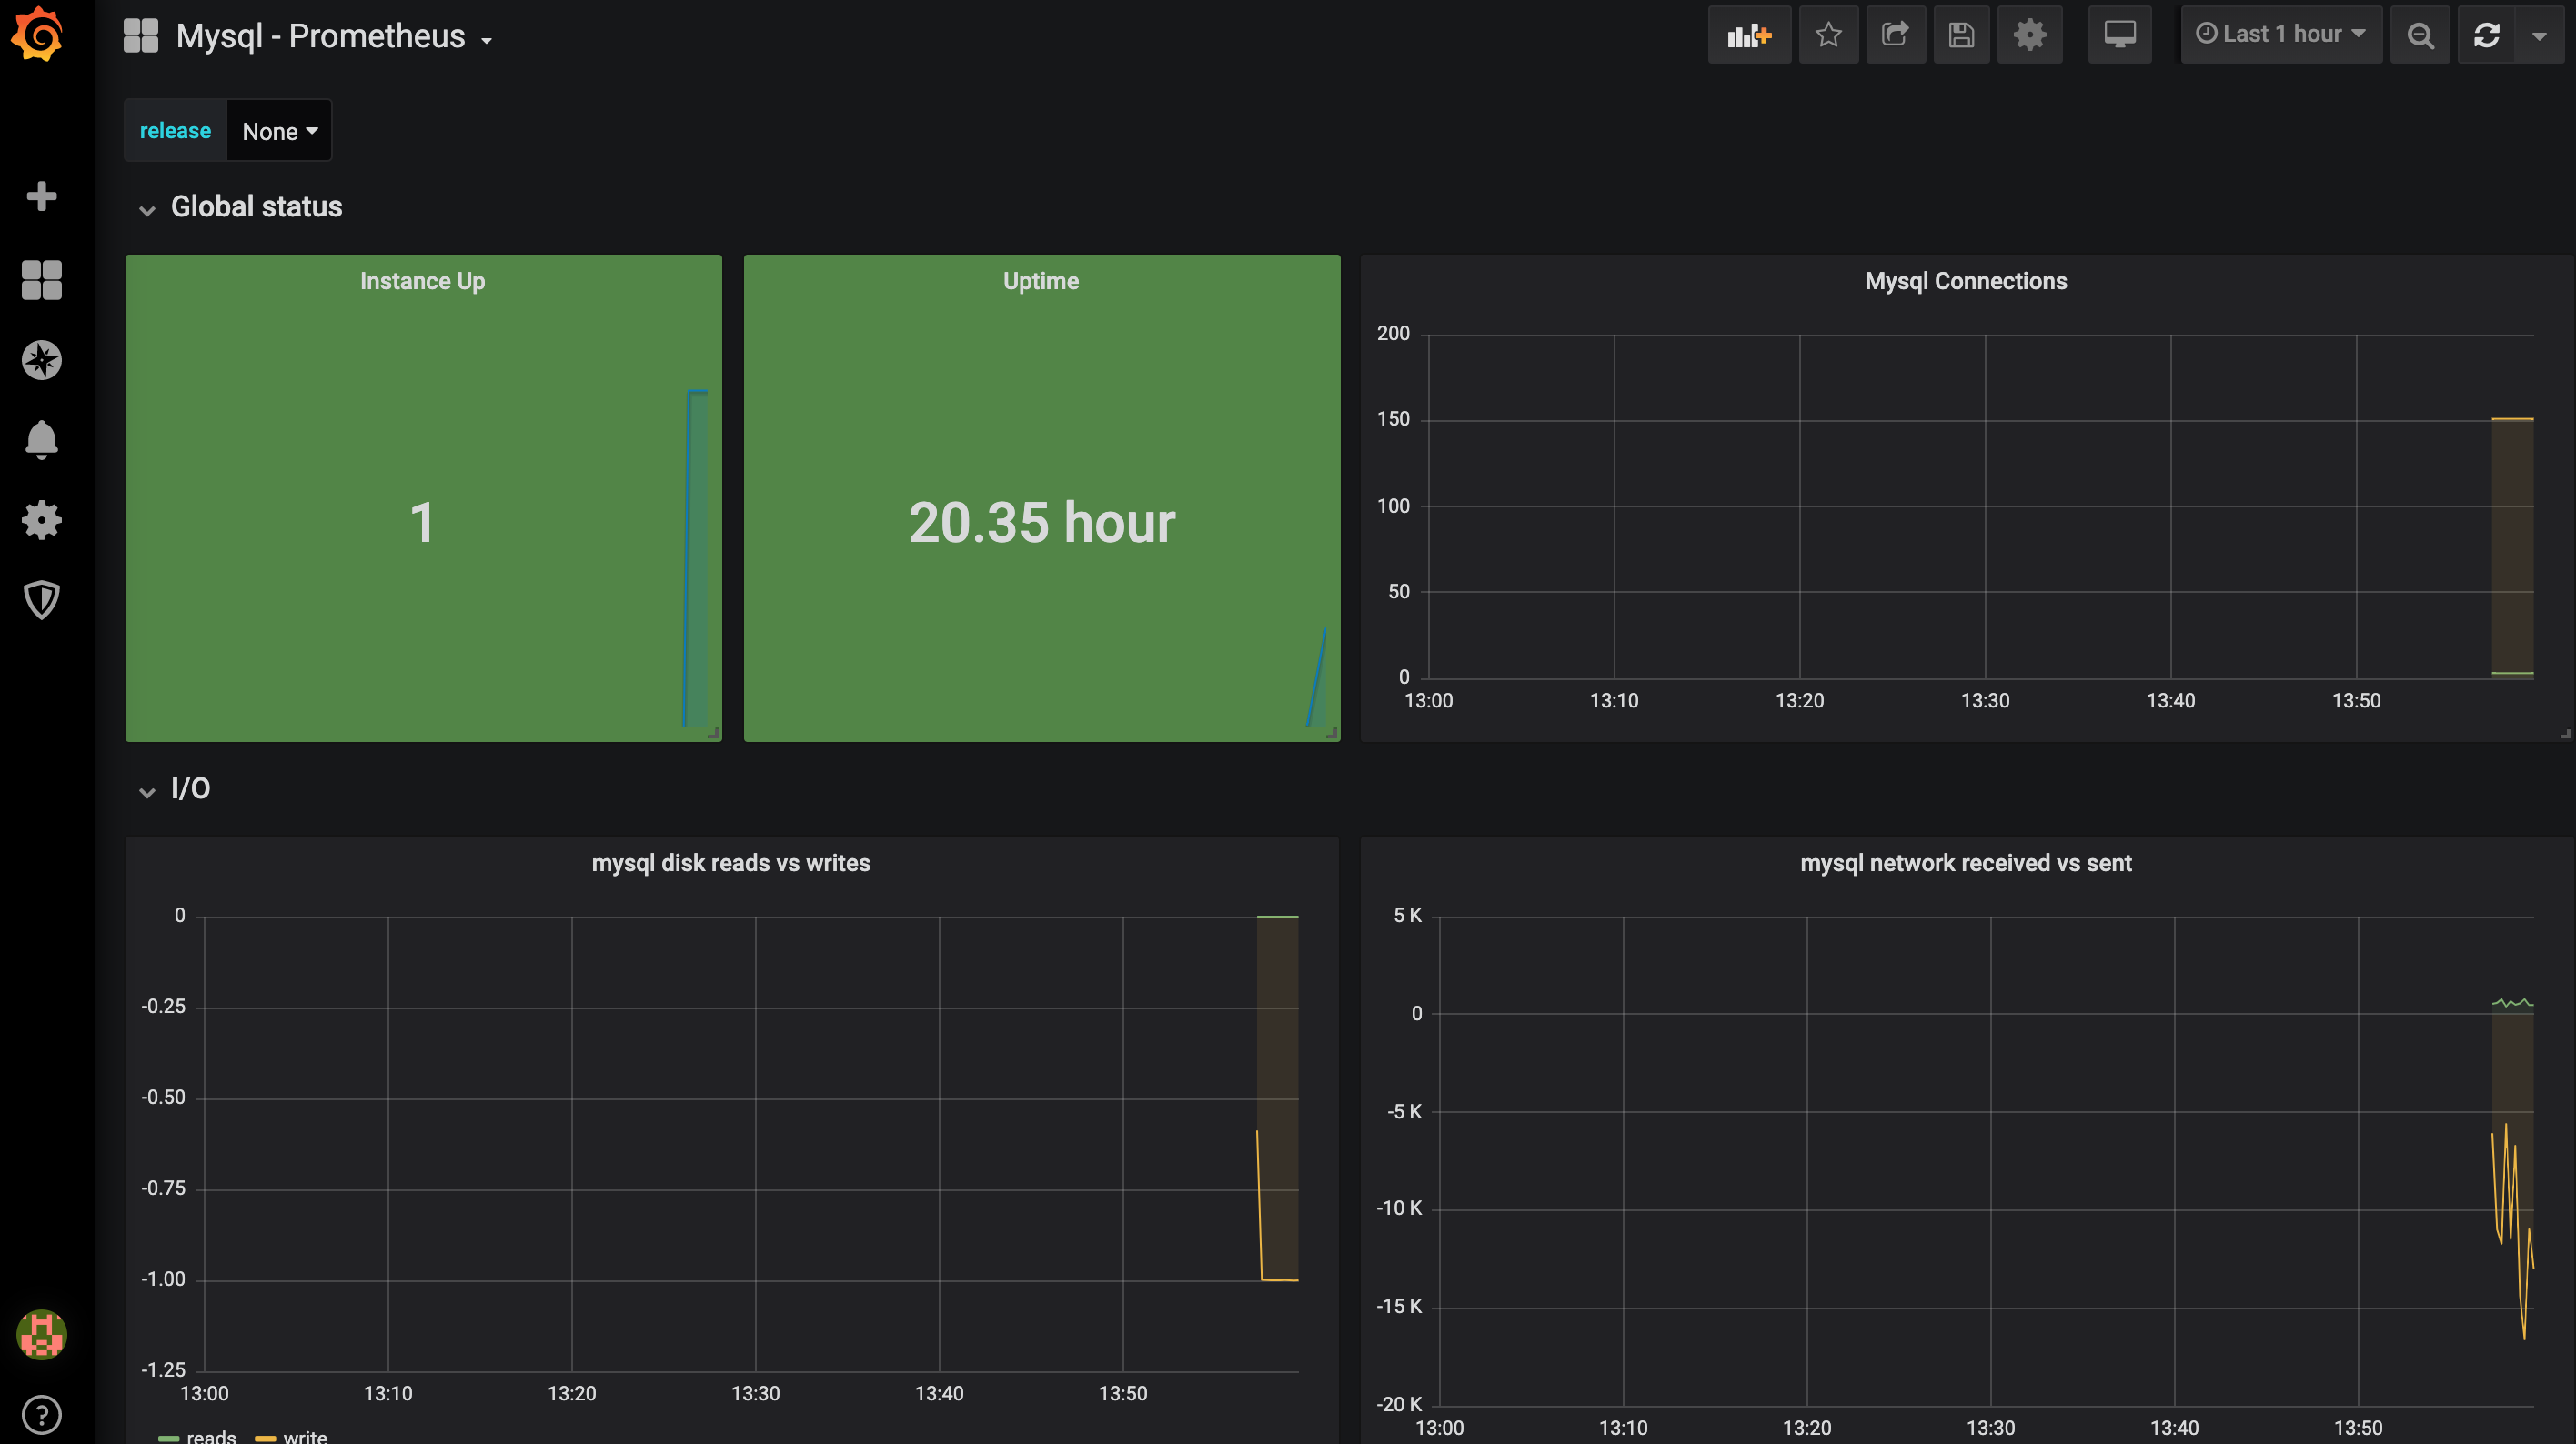 Mysql - Prometheus
Last 1 hour
release None
Global status
Instance Up
1
Uptime
20.35 hour
Mysql Connections
200
150
100
50
0
13:00 13:10 13:20 13:30 13:40 13:50
I/O
mysql disk reads vs writes
0
-0.25
-0.50
-0.75
-1.00
-1.25
13:00 13:10 13:20 13:30 13:40 13:50
reads write
mysql network received vs sent
5 K
0
-5 K
-10 K
-15 K
-20 K
13:00 13:10 13:20 13:30 13:40 13:50
?